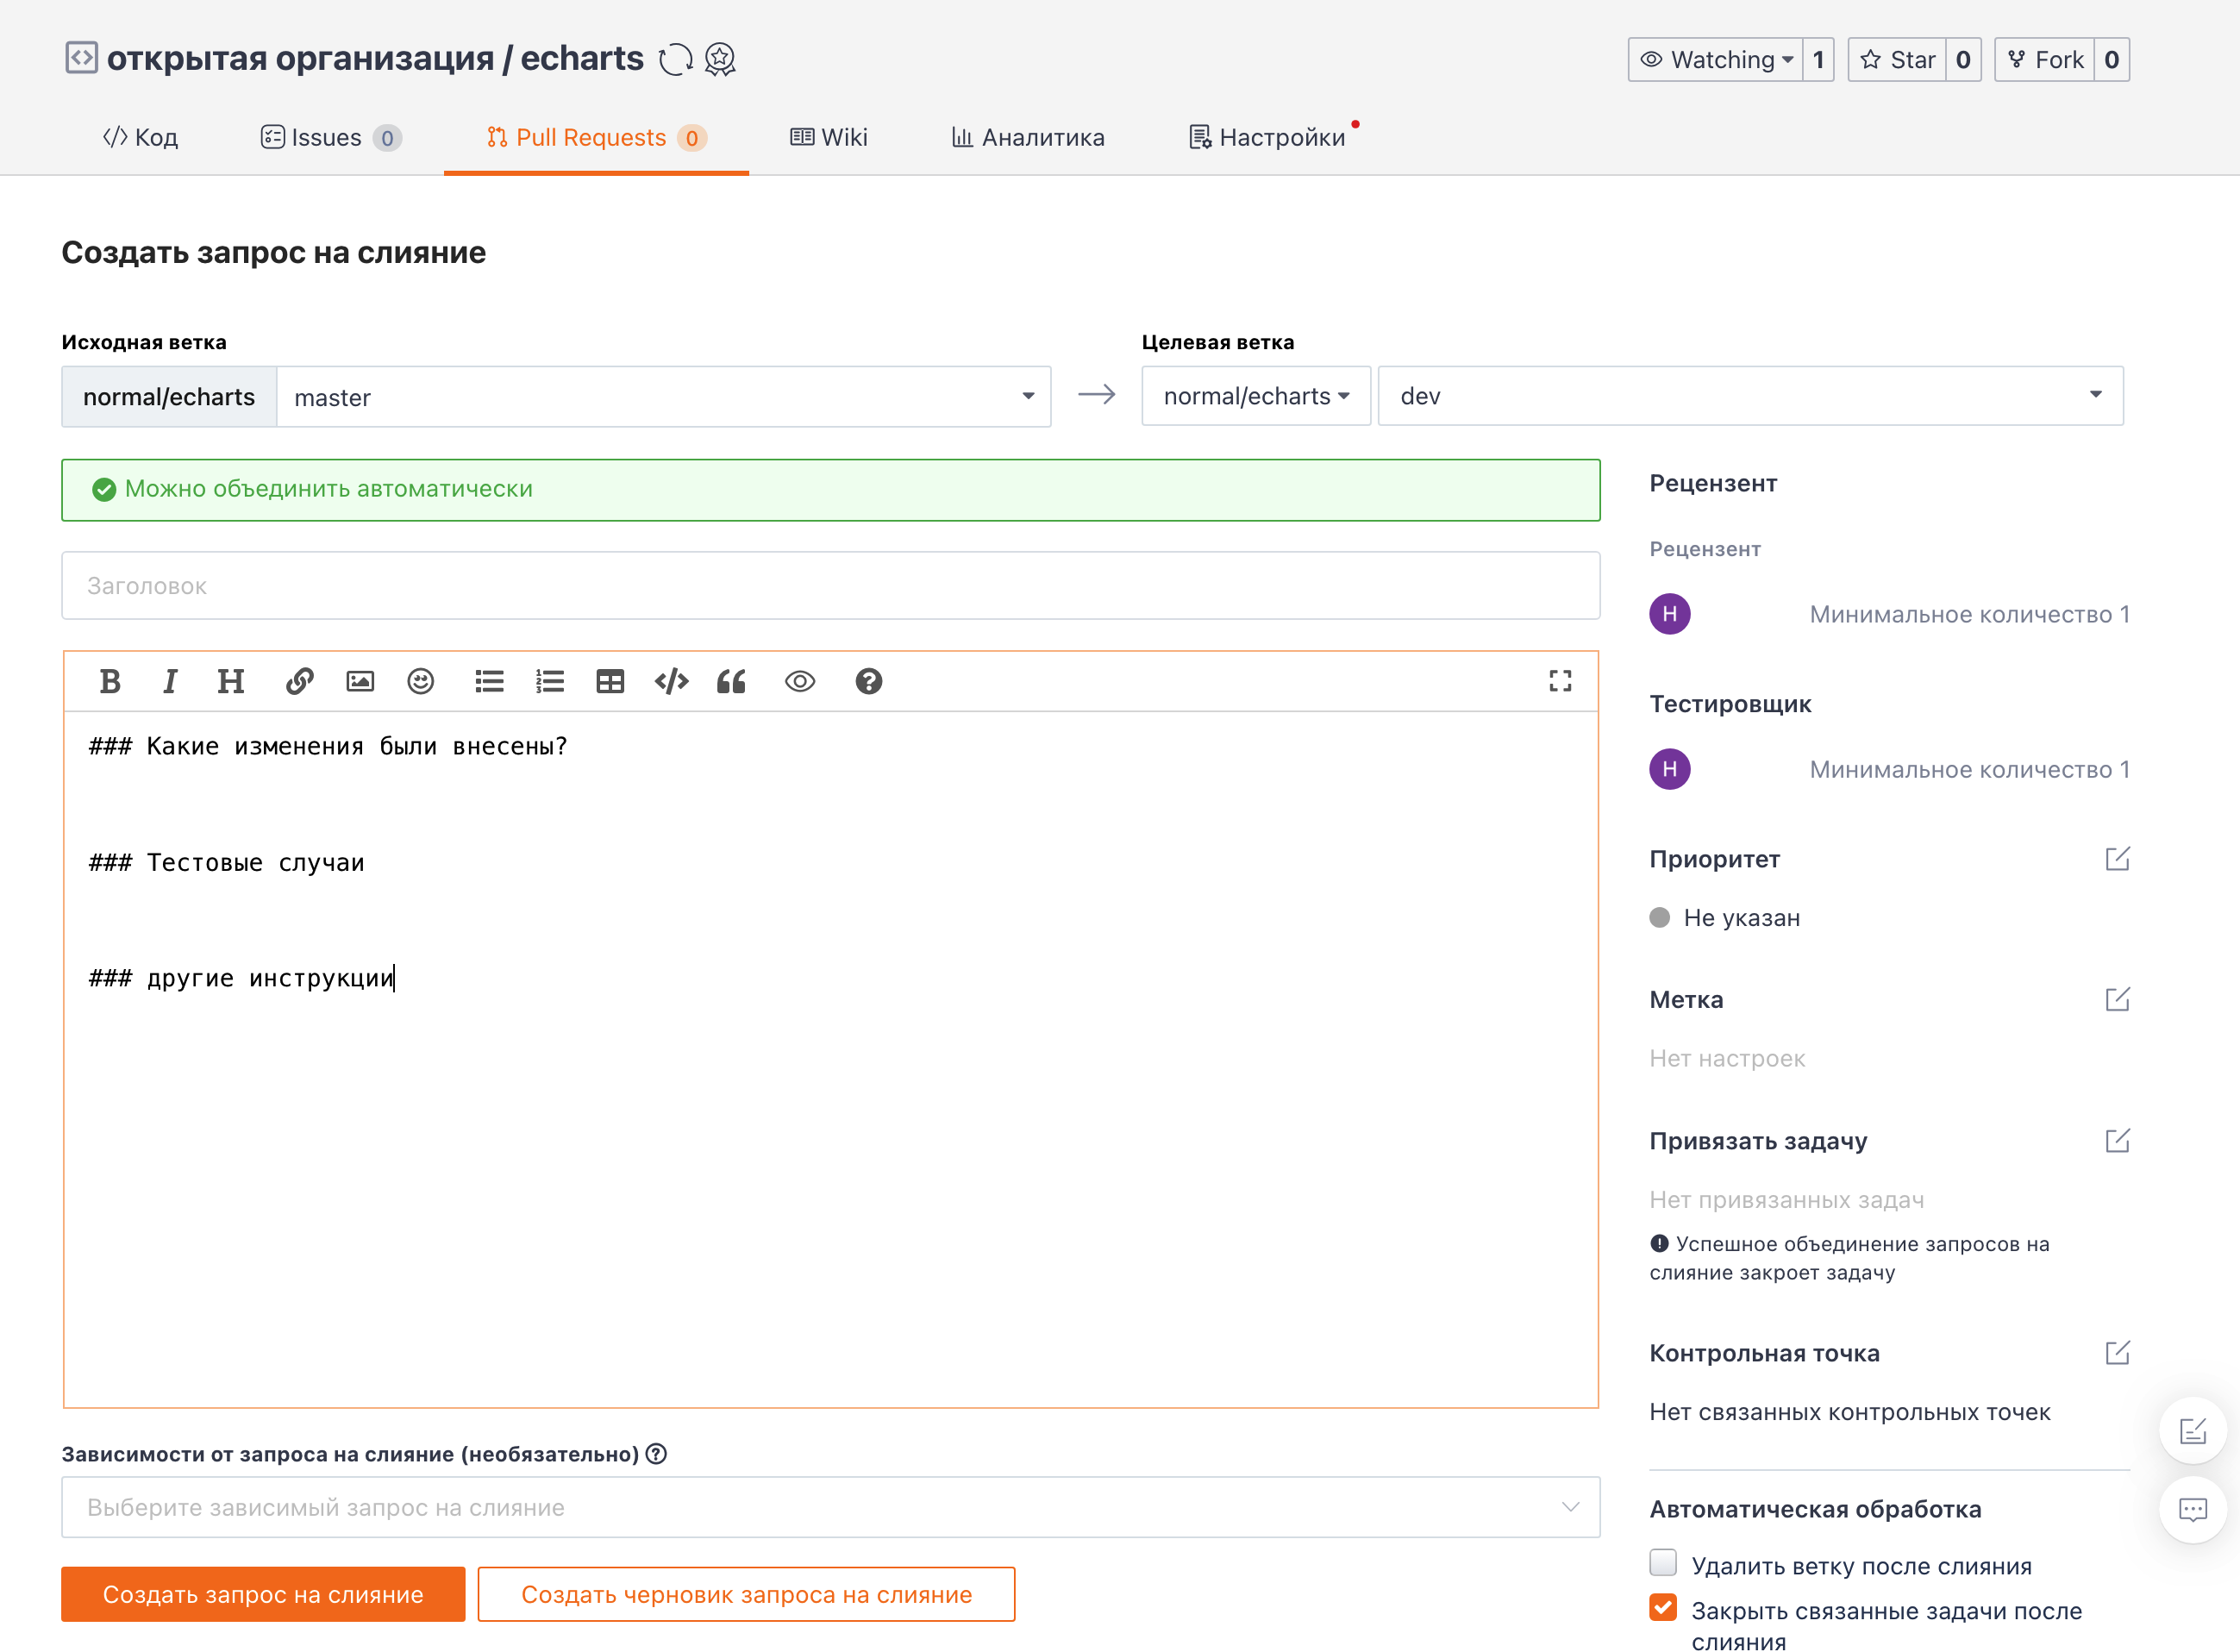 открытая организация / echarts
Watching 1
Star 0
Fork 0
Код
Issues 0
Pull Requests 0
Wiki
Аналитика
Настройки
Создать запрос на слияние
Исходная ветка
normal/echarts master
Целевая ветка
normal/echarts dev
Можно объединить автоматически
Заголовок
### Какие изменения были внесены?
### Тестовые случаи
### другие инструкции
Зависимости от запроса на слияние (необязательно)
Выберите зависимый запрос на слияние
Создать запрос на слияние
Создать черновик запроса на слияние
Рецензент
Рецензент
H Минимальное количество 1
Тестировщик
H Минимальное количество 1
Приоритет
Не указан
Метка
Нет настроек
Привязать задачу
Нет привязанных задач
Успешное объединение запросов на
слияние закроет задачу
Контрольная точка
Нет связанных контрольных точек
Автоматическая обработка
Удалить ветку после слияния
Закрыть связанные задачи после
слияния